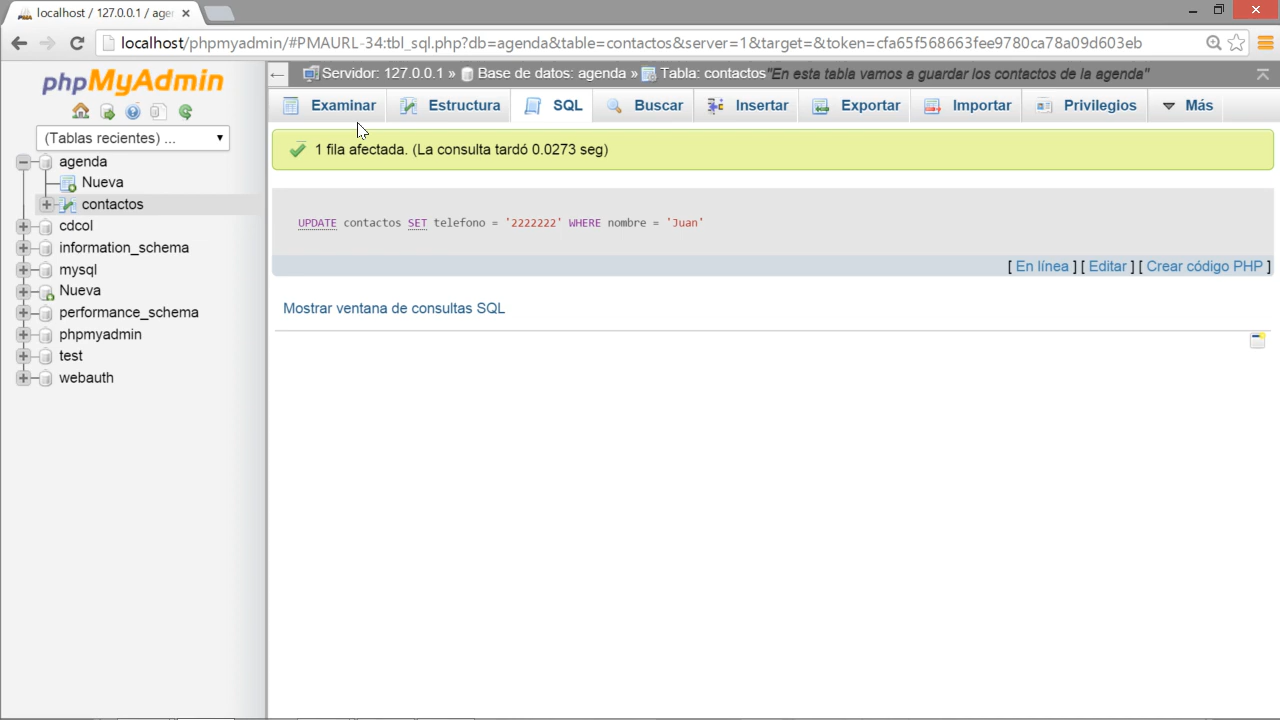 localhost / 127.0.0.1 / age
localhost/phpmyadmin/#PMAURL-34:tbl_sql.php?db=agenda&table=contactos&server=1&target=&token=cfa65f568663fee9780ca78a09d603eb
phpMyAdmin
(Tablas recientes) ...
agenda
Nueva
contactos
cdcol
information_schema
mysql
Nueva
performance_schema
phpmyadmin
test
webauth
Servidor: 127.0.0.1 » Base de datos: agenda » Tabla: contactos "En esta tabla vamos a guardar los contactos de la agenda"
Examinar Estructura SQL Buscar Insertar Exportar Importar Privilegios Más
1 fila afectada. (La consulta tardó 0.0273 seg)
UPDATE contactos SET telefono = '2222222' WHERE nombre = 'Juan'
[ En línea ] [ Editar ] [ Crear código PHP ]
Mostrar ventana de consultas SQL